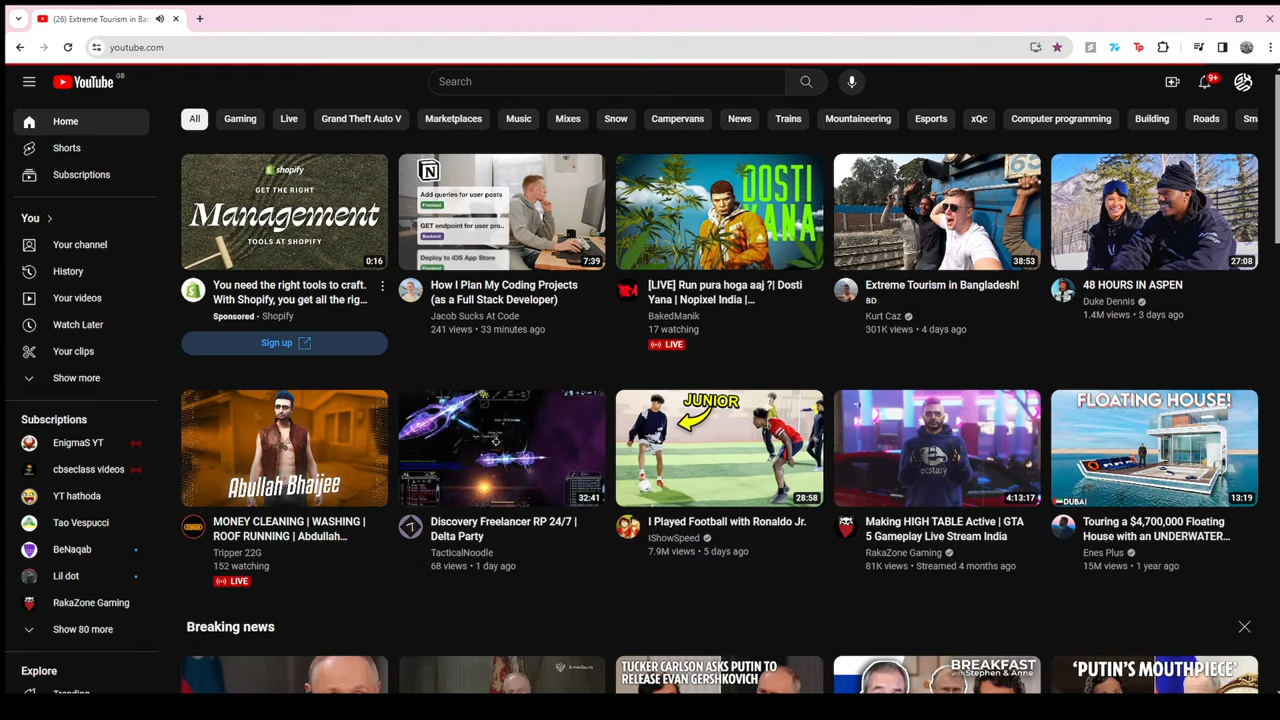 (26) Extreme Tourism in Ban
youtube.com
YouTube GB
Search
9+
Home
Shorts
Subscriptions
You
Your channel
History
Your videos
Watch Later
Your clips
Show more
Subscriptions
EnigmaS YT
cbseclass videos
YT hathoda
Tao Vespucci
BeNaqab
Lil dot
RakaZone Gaming
Show 80 more
Explore
Trending
All
Gaming
Live
Grand Theft Auto V
Marketplaces
Music
Mixes
Snow
Campervans
News
Trains
Mountaineering
Esports
xQc
Computer programming
Building
Roads
Sm
shopify
GET THE RIGHT
Management
TOOLS AT SHOPIFY
0:16
You need the right tools to craft.
With Shopify, you get all the rig...
Sponsored · Shopify
Sign up
Add queries for user posts
Frontend
GET endpoint for user pro..
Backend
Deploy to iOS App Store
Frontend
7:39
How I Plan My Coding Projects
(as a Full Stack Developer)
Jacob Sucks At Code
241 views · 33 minutes ago
DOSTI
YANA
[LIVE] Run pura hoga aaj ?| Dosti
Yana | Nopixel India |...
BakedManik
17 watching
LIVE
65
38:53
Extreme Tourism in Bangladesh!
BD
Kurt Caz
301K views · 4 days ago
27:08
48 HOURS IN ASPEN
Duke Dennis
1.4M views · 3 days ago
Abullah Bhaijee
MONEY CLEANING | WASHING |
ROOF RUNNING | Abdullah...
Tripper 22G
152 watching
LIVE
32:41
Discovery Freelancer RP 24/7 |
Delta Party
TacticalNoodle
68 views · 1 day ago
JUNIOR
28:58
I Played Football with Ronaldo Jr.
IShowSpeed
7.9M views · 5 days ago
ecstasy
4:13:17
Making HIGH TABLE Active | GTA
5 Gameplay Live Stream India
RakaZone Gaming
81K views · Streamed 4 months ago
FLOATING HOUSE!
DUBAI
13:19
Touring a $4,700,000 Floating
House with an UNDERWATER...
Enes Plus
15M views · 1 year ago
Breaking news
TUCKER CARLSON ASKS PUTIN TO
RELEASE EVAN GERSHKOVICH
BREAKFAST
with Stephen & Anne
'PUTIN'S MOUTHPIECE'